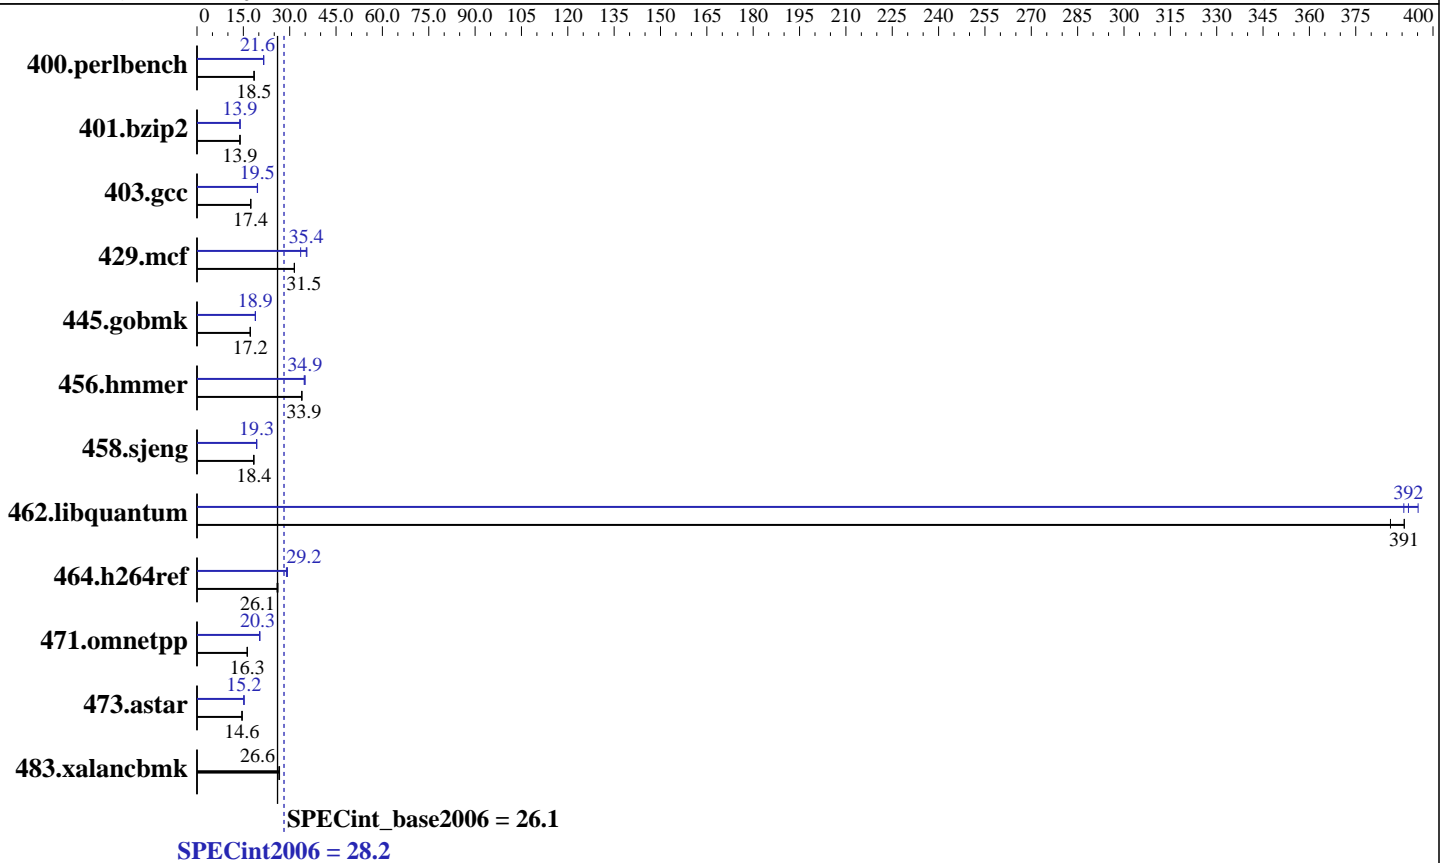 0 15.0 30.0 45.0 60.0 75.0 90.0 105 120 135 150 165 180 195 210 225 240 255 270 285 300 315 330 345 360 375 400
21.6
400.perlbench
18.5
13.9
401.bzip2
13.9
19.5
403.gcc
17.4
35.4
429.mcf
31.5
18.9
445.gobmk
17.2
34.9
456.hmmer
33.9
19.3
458.sjeng
18.4
392
462.libquantum
391
29.2
464.h264ref
26.1
20.3
471.omnetpp
16.3
15.2
473.astar
14.6
26.6
483.xalancbmk
SPECint_base2006 = 26.1
SPECint2006 = 28.2